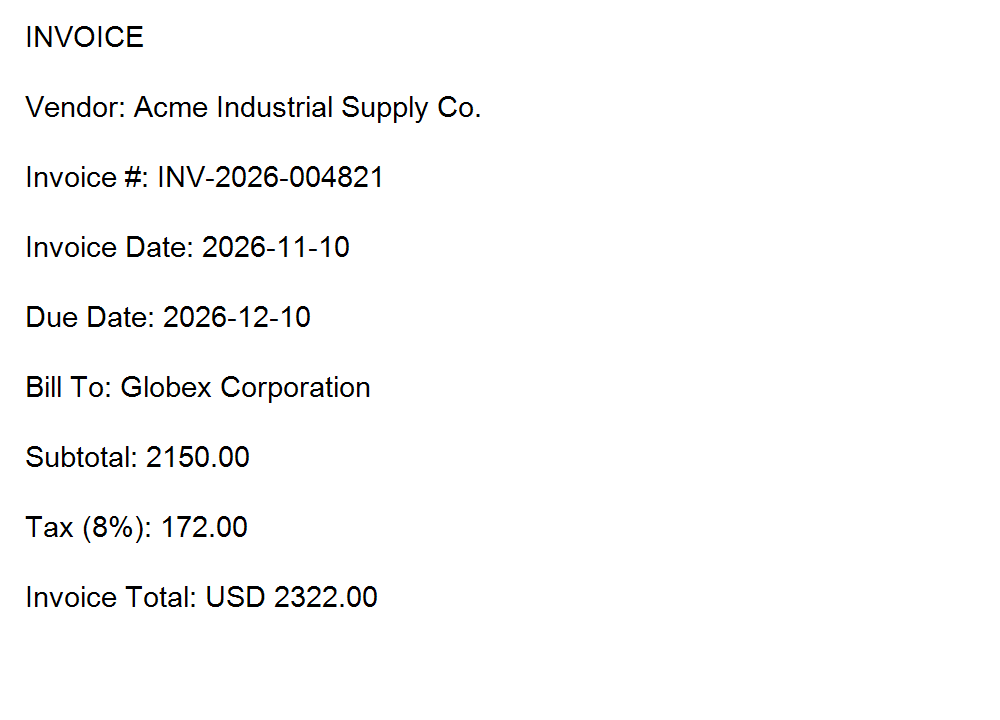 INVOICE
Vendor: Acme Industrial Supply Co.
Invoice #: INV-2026-004821
Invoice Date: 2026-11-10
Due Date: 2026-12-10
Bill To: Globex Corporation
Subtotal: 2150.00
Tax (8%): 172.00
Invoice Total: USD 2322.00